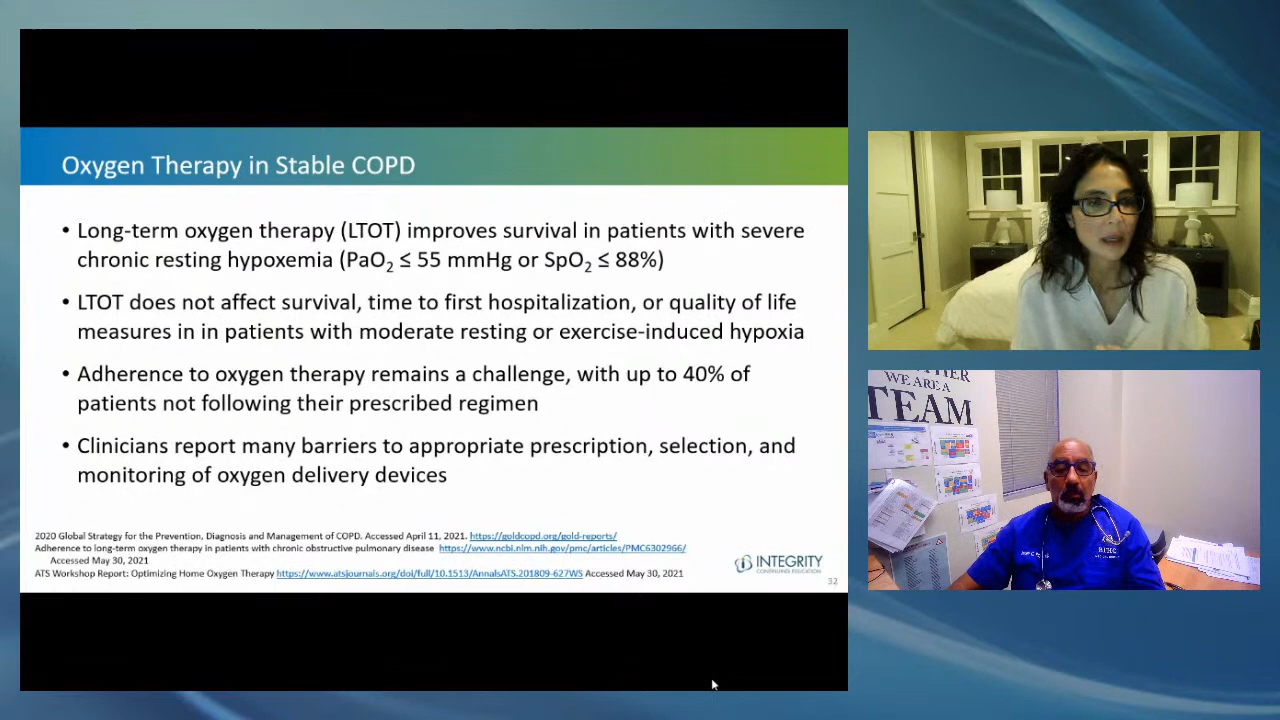 Oxygen Therapy in Stable COPD
• Long-term oxygen therapy (LTOT) improves survival in patients with severe
chronic resting hypoxemia (PaO2 ≤ 55 mmHg or SpO2 ≤ 88%)
• LTOT does not affect survival, time to first hospitalization, or quality of life
measures in in patients with moderate resting or exercise-induced hypoxia
• Adherence to oxygen therapy remains a challenge, with up to 40% of
patients not following their prescribed regimen
• Clinicians report many barriers to appropriate prescription, selection, and
monitoring of oxygen delivery devices
2020 Global Strategy for the Prevention, Diagnosis and Management of COPD. Accessed April 11, 2021. https://goldcopd.org/gold-reports/
Adherence to long-term oxygen therapy in patients with chronic obstructive pulmonary disease https://www.ncbi.nlm.nih.gov/pmc/articles/PMC6302966/
Accessed May 30, 2021
ATS Workshop Report: Optimizing Home Oxygen Therapy https://www.atsjournals.org/doi/full/10.1513/AnnalsATS.201809-627WS Accessed May 30, 2021
INTEGRITY
CONTINUING EDUCATION
32
WE ARE A
TEAM